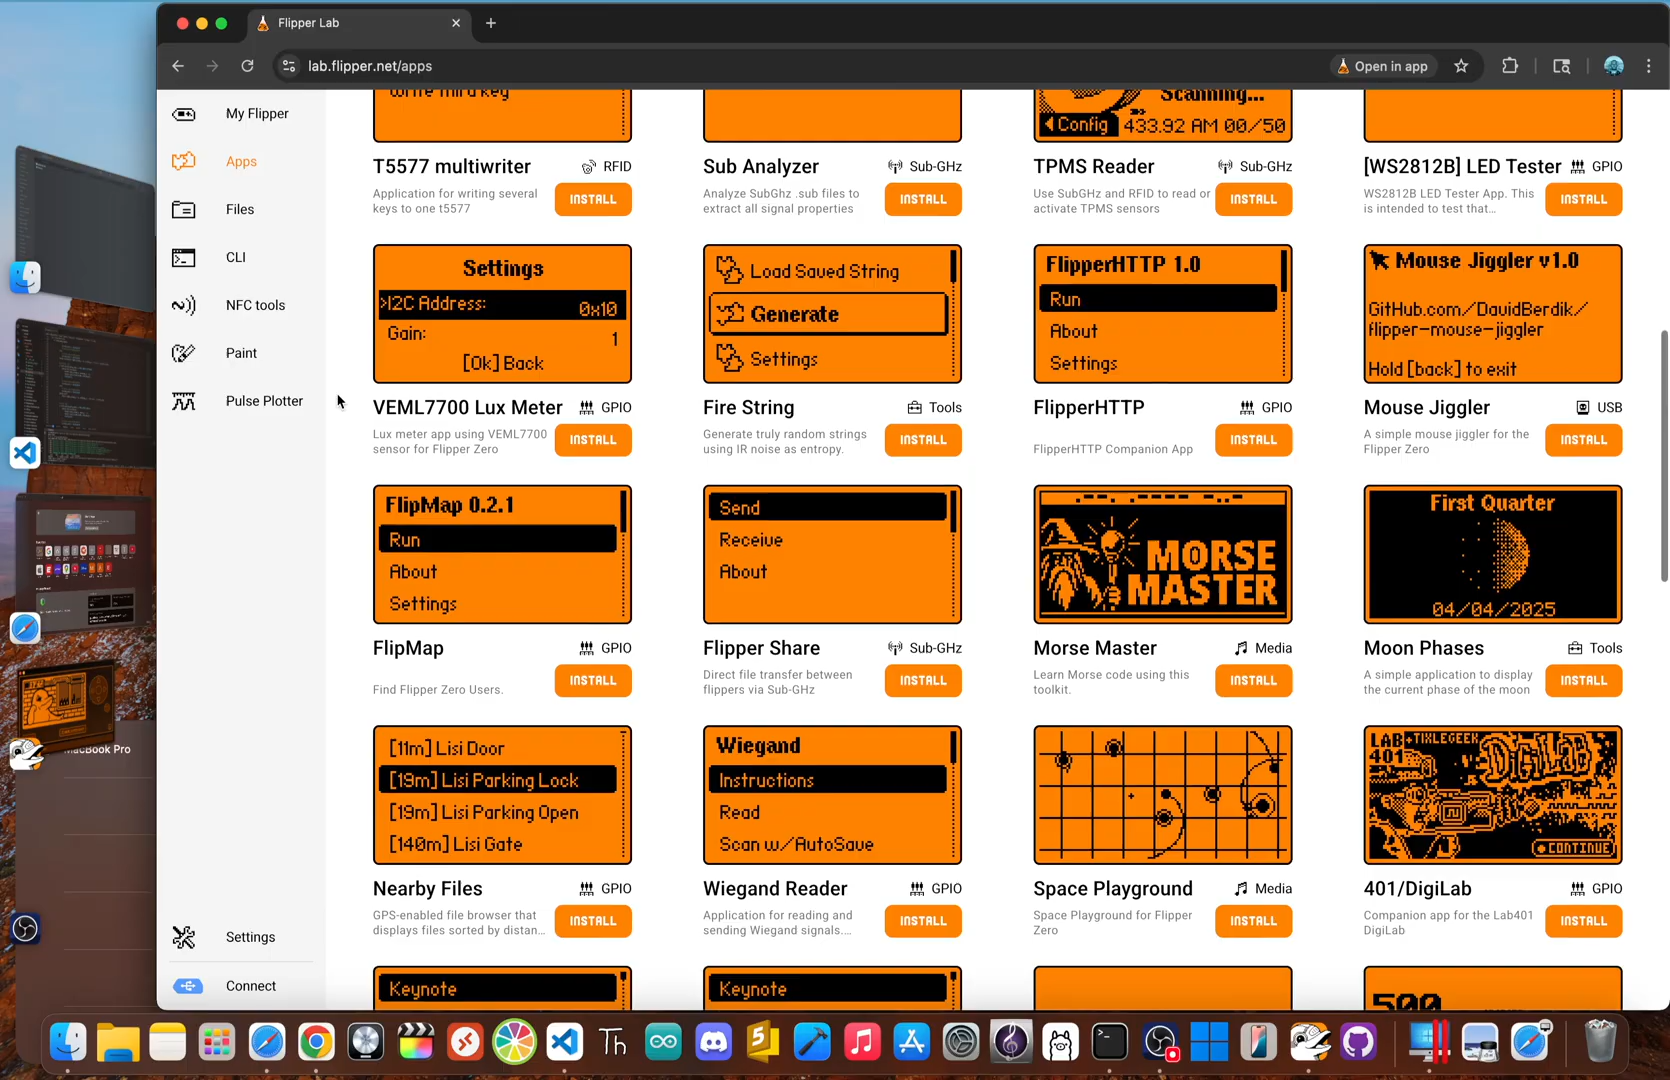 Flipper Lab
lab.flipper.net/apps
Open in app
My Flipper
Apps
Files
CLI
NFC tools
Paint
Pulse Plotter
Settings
Connect
MacBook Pro
Write third key
Scanning...
Config
433.92 AM 00/50
T5577 multiwriter
RFID
Application for writing several
keys to one t5577
INSTALL
Sub Analyzer
Sub-GHz
Analyze SubGhz .sub files to
extract all signal properties
INSTALL
TPMS Reader
Sub-GHz
Use SubGHz and RFID to read or
activate TPMS sensors
INSTALL
[WS2812B] LED Tester
GPIO
WS2812B LED Tester App. This
is intended to test that...
INSTALL
Settings
>I2C Address: 0x10
Gain: 1
[Ok] Back
VEML7700 Lux Meter
GPIO
Lux meter app using VEML7700
sensor for Flipper Zero
INSTALL
Load Saved String
Generate
Settings
Fire String
Tools
Generate truly random strings
using IR noise as entropy.
INSTALL
FlipperHTTP 1.0
Run
About
Settings
FlipperHTTP
GPIO
FlipperHTTP Companion App
INSTALL
Mouse Jiggler v1.0
GitHub.com/DavidBerdik/
flipper-mouse-jiggler
Hold [back] to exit
Mouse Jiggler
USB
A simple mouse jiggler for the
Flipper Zero
INSTALL
FlipMap 0.2.1
Run
About
Settings
FlipMap
GPIO
Find Flipper Zero Users.
INSTALL
Send
Receive
About
Flipper Share
Sub-GHz
Direct file transfer between
flippers via Sub-GHz
INSTALL
MORSE
MASTER
Morse Master
Media
Learn Morse code using this
toolkit.
INSTALL
First Quarter
04/04/2025
Moon Phases
Tools
A simple application to display
the current phase of the moon
INSTALL
[11m] Lisi Door
[19m] Lisi Parking Lock
[19m] Lisi Parking Open
[140m] Lisi Gate
Nearby Files
GPIO
GPS-enabled file browser that
displays files sorted by distan...
INSTALL
Wiegand
Instructions
Read
Scan w/AutoSave
Wiegand Reader
GPIO
Application for reading and
sending Wiegand signals....
INSTALL
Space Playground
Media
Space Playground for Flipper
Zero
INSTALL
LAB
401
+TIXLEGEEK
DIGILAB
CONTINUE
401/DigiLab
GPIO
Companion app for the Lab401
DigiLab
INSTALL
Keynote
Keynote
500
Th
5